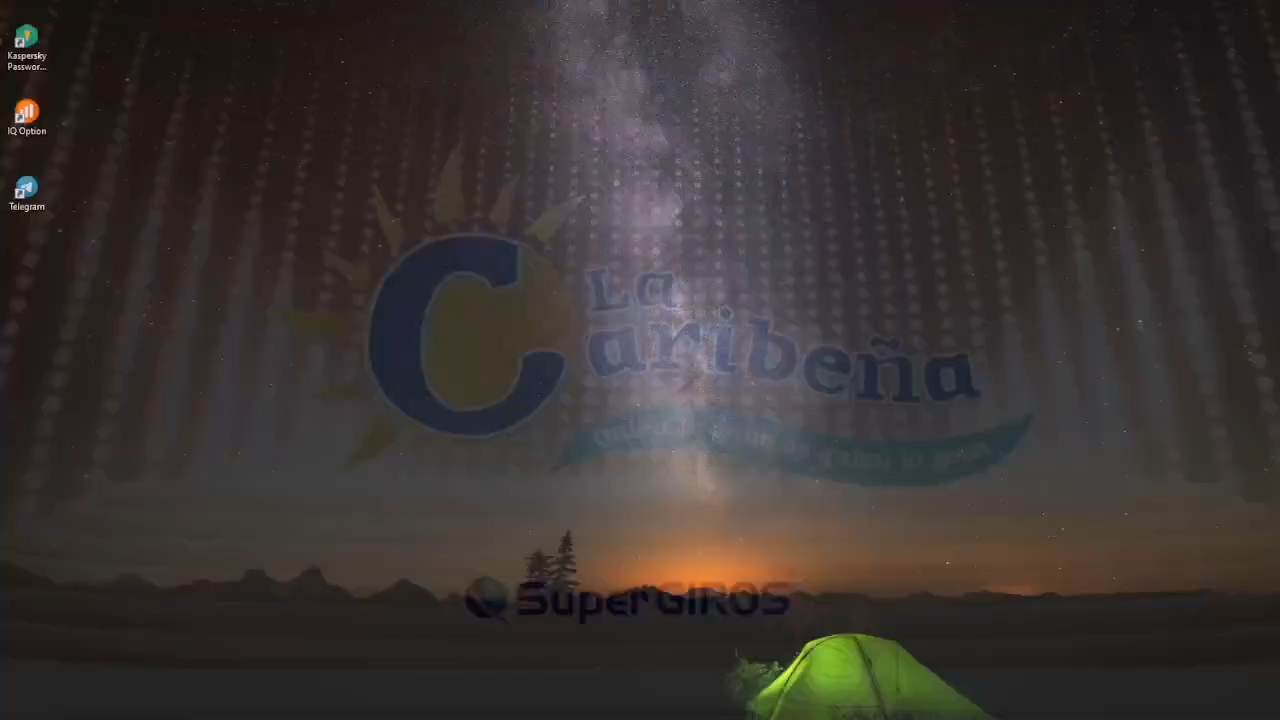 Kaspersky
Passwor...
IQ Option
Telegram
La
Caribeña
SuperGIROS